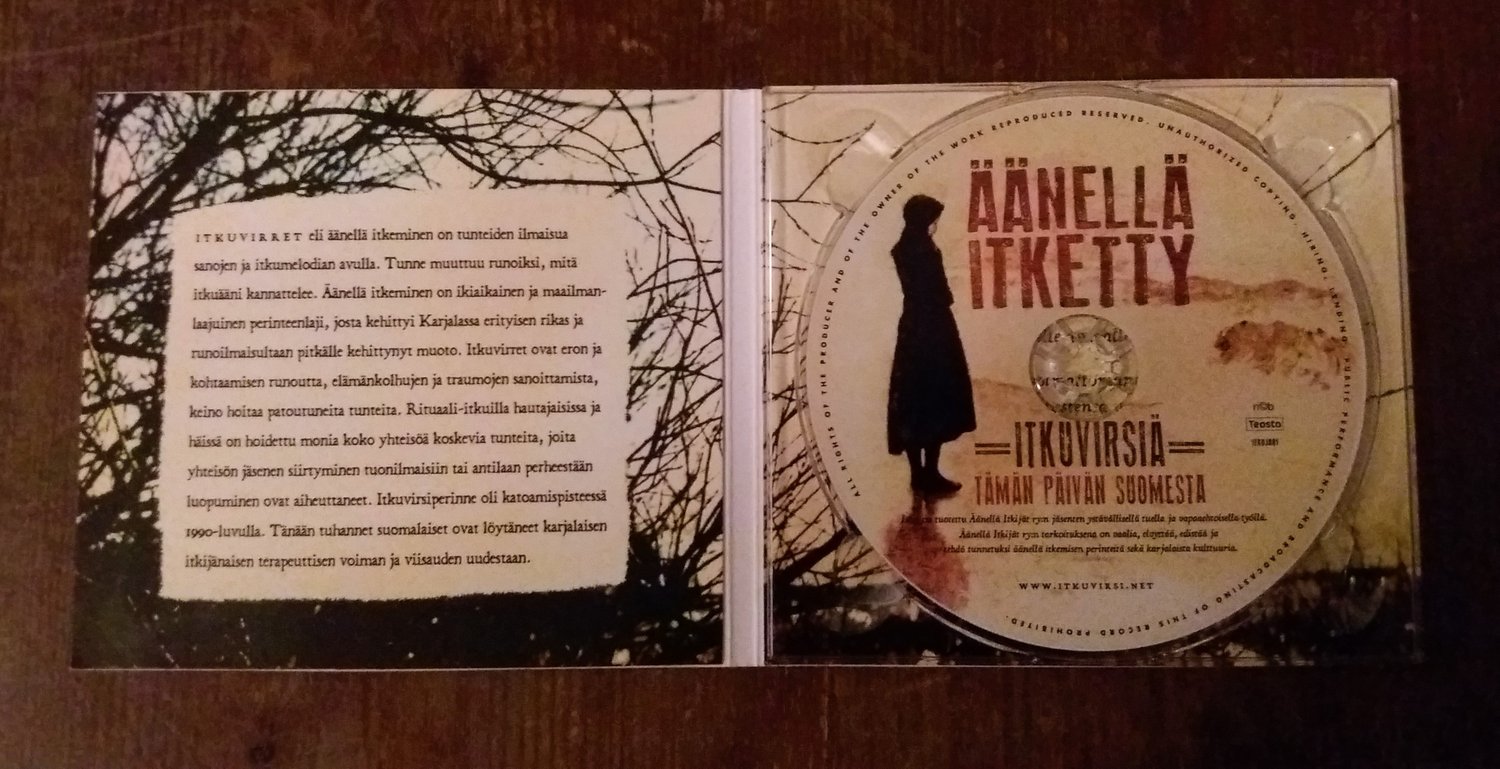 ITKUVIRRET eli äänellä itkeminen on tunteiden ilmaisua
sanojen ja itkumelodian avulla. Tunne muuttuu runoiksi, mitä
itkuääni kannattelee. Äänellä itkeminen on ikiaikainen ja maailman-
laajuinen perinteenlaji, josta kehittyi Karjalassa erityisen rikas ja
runoilmaisultaan pitkälle kehittynyt muoto. Itkuvirret ovat eron ja
kohtaamisen runoutta, elämänkolhujen ja traumojen sanoittamista,
keino hoitaa patoutuneita tunteita. Rituaali-itkuilla hautajaisissa ja
häissä on hoidettu monia koko yhteisöä koskevia tunteita, joita
yhteisön jäsenen siirtyminen tuonilmaisiin tai antilaan perheestään
luopuminen ovat aiheuttaneet. Itkuvirsiperinne oli katoamispisteessä
1990-luvulla. Tänään tuhannet suomalaiset ovat löytäneet karjalaisen
itkijänaisen terapeuttisen voiman ja viisauden uudestaan.
ALL RIGHTS OF THE PRODUCER AND OF THE OWNER OF THE WORK REPRODUCED RESERVED. UNAUTHORIZED COPYING, HIRING, LENDING, PUBLIC PERFORMANCE AND BROADCASTING OF THIS RECORD PROHIBITED.
ÄÄNELLÄ
ITKETTY
ncb
Teosto
ITKUVIRSIÄ
TÄMÄN PÄIVÄN SUOMESTA
tuotettu Äänellä Itkijät ry:n jäsenten ystävällisellä tuella ja vapaaehtoisella työllä.
Äänellä Itkijät ry:n tarkoituksena on vaalia, elvyttää, edistää ja
tehdä tunnetuksi äänellä itkemisen perinteitä sekä karjalaista kulttuuria.
WWW.ITKUVIRSI.NET